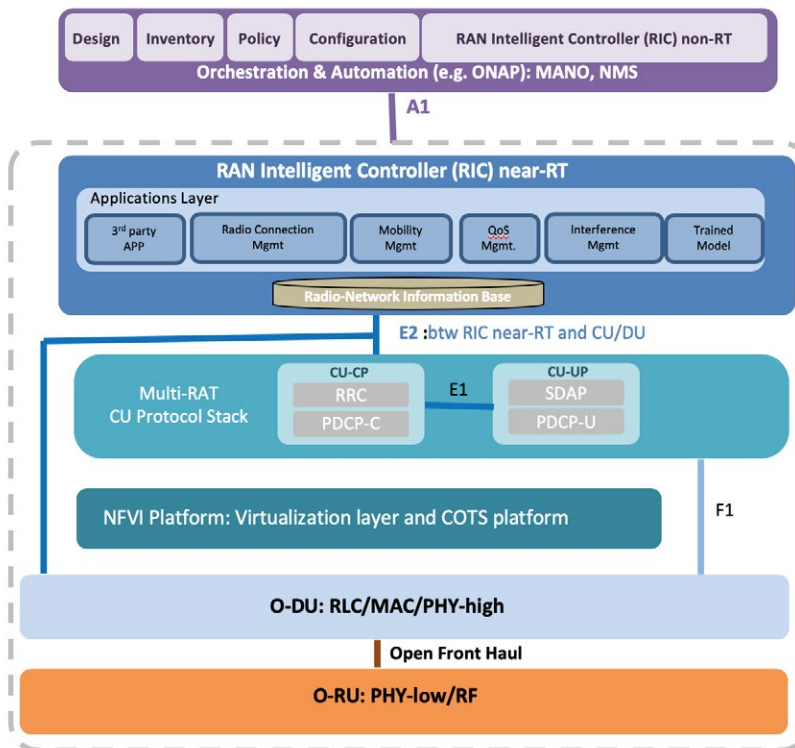 Design Inventory Policy Configuration RAN Intelligent Controller (RIC) non-RT
Orchestration & Automation (e.g. ONAP): MANO, NMS
A1
RAN Intelligent Controller (RIC) near-RT
Applications Layer
3rd party
APP
Radio Connection
Mgmt
Mobility
Mgmt
QoS
Mgmt.
Interference
Mgmt
Trained
Model
Radio-Network Information Base
E2 :btw RIC near-RT and CU/DU
Multi-RAT
CU Protocol Stack
CU-CP
RRC
PDCP-C
E1
CU-UP
SDAP
PDCP-U
NFVI Platform: Virtualization layer and COTS platform
F1
O-DU: RLC/MAC/PHY-high
Open Front Haul
O-RU: PHY-low/RF